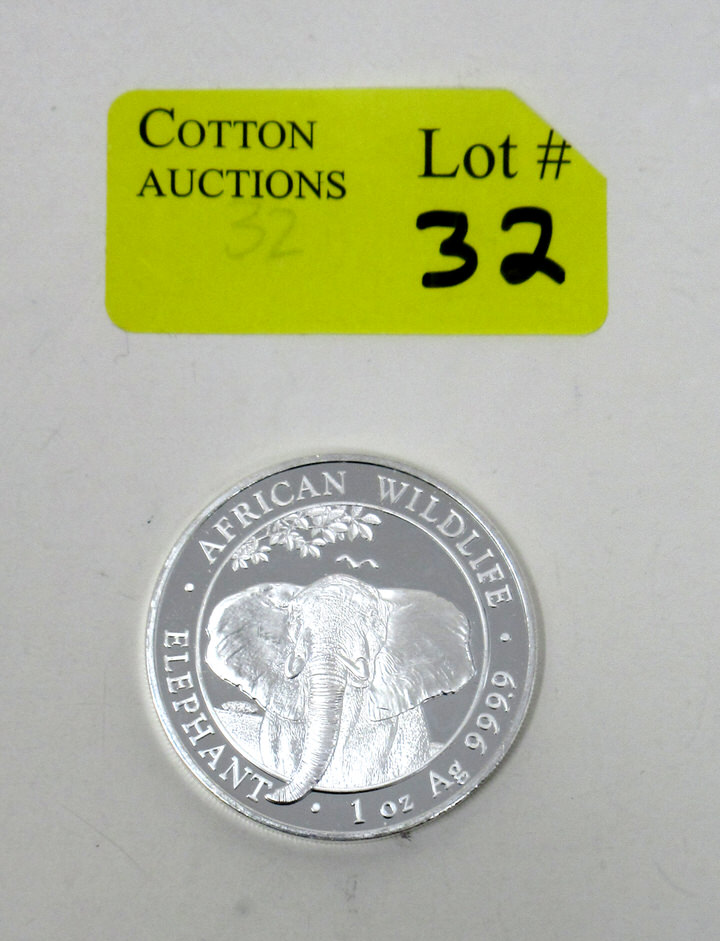 COTTON
AUCTIONS
Lot #
32
32
AFRICAN WILDLIFE
ELEPHANT
1 oz Ag 999.9